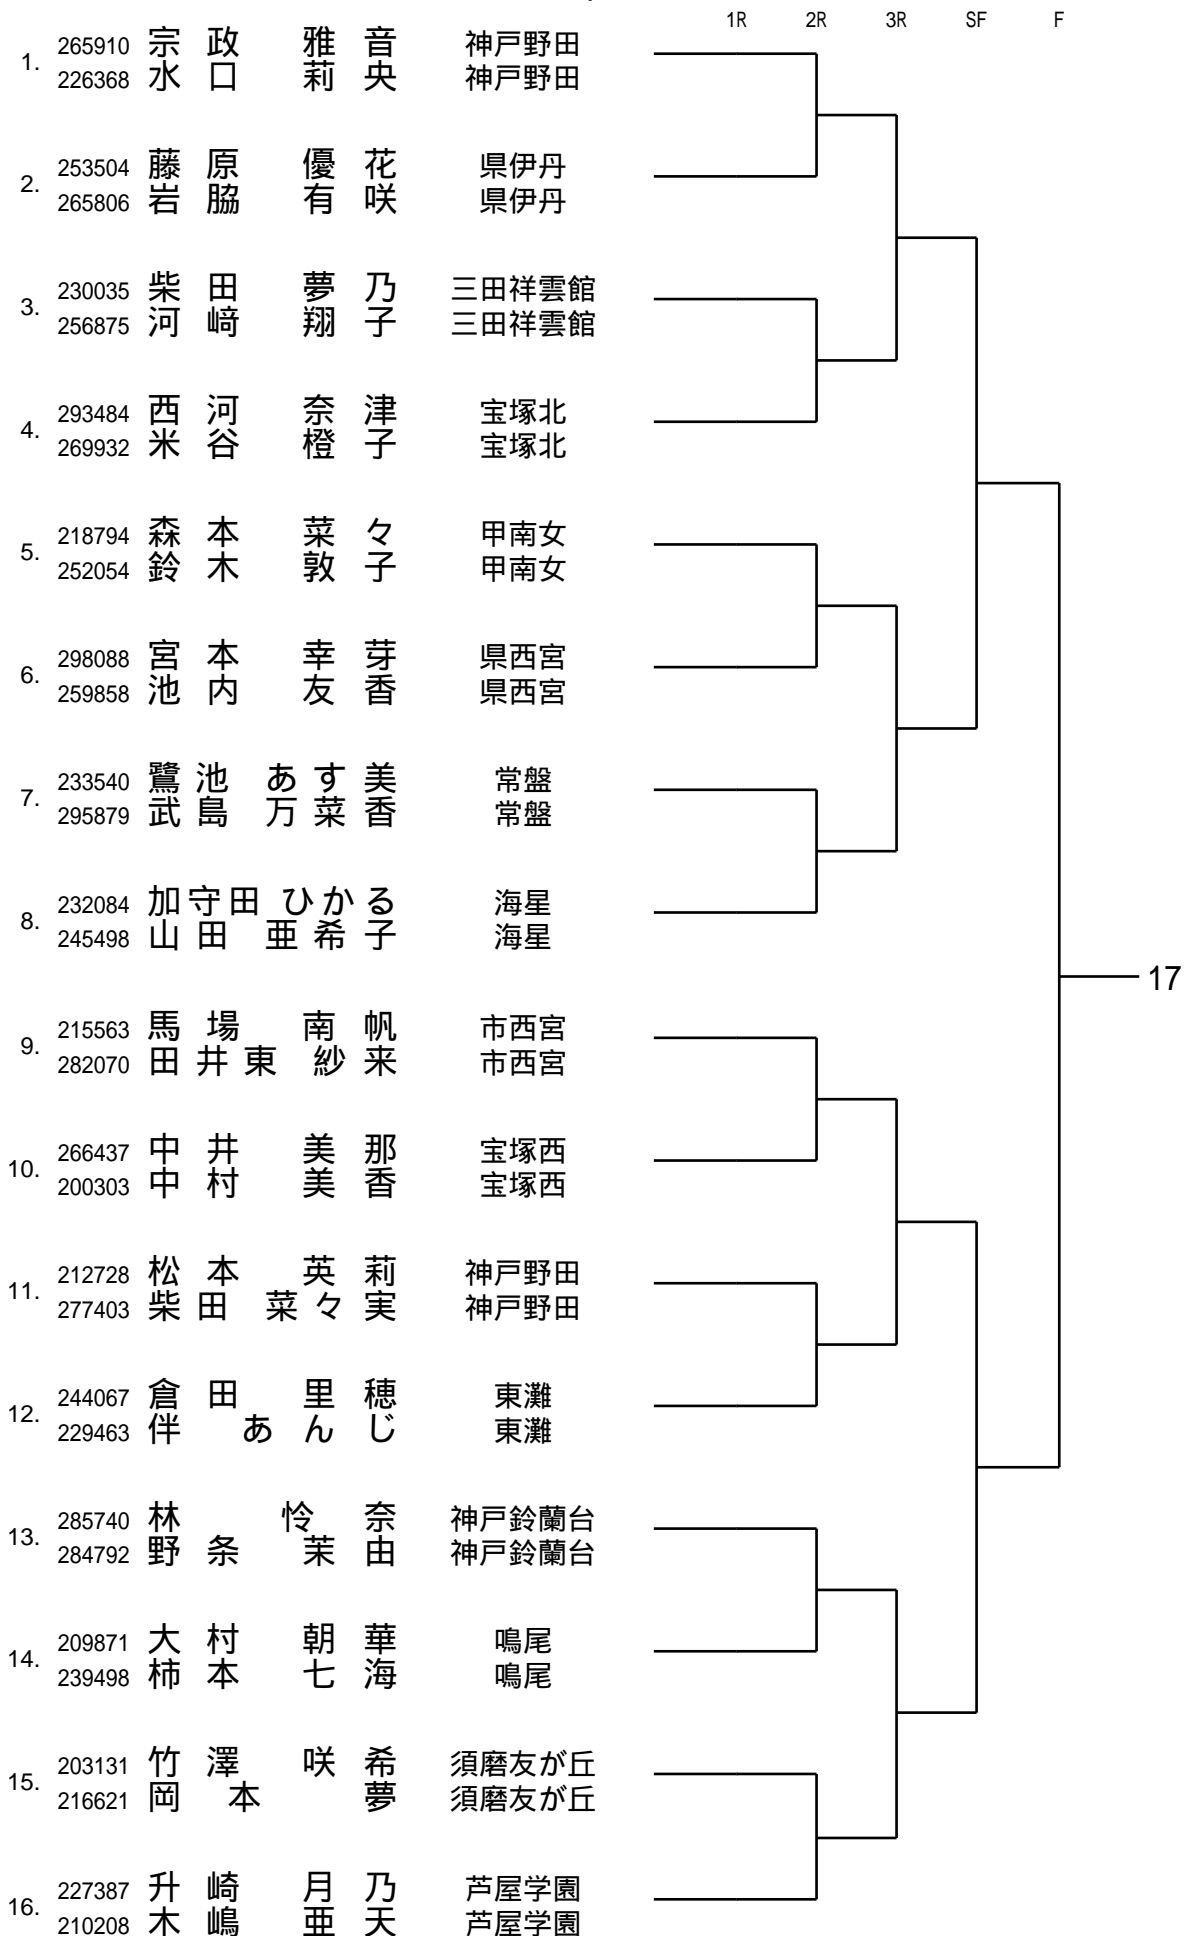 1R 2R 3R SF F
1. 265910 宗政 雅音 神戸野田
226368 水口 莉央 神戸野田
2. 253504 藤原 優花 県伊丹
265806 岩脇 有咲 県伊丹
3. 230035 柴田 夢乃 三田祥雲館
256875 河﨑 翔子 三田祥雲館
4. 293484 西河 奈津 宝塚北
269932 米谷 橙子 宝塚北
5. 218794 森本 菜々 甲南女
252054 鈴木 敦子 甲南女
6. 298088 宮本 幸芽 県西宮
259858 池内 友香 県西宮
7. 233540 鷺池 あす美 常盤
295879 武島 万菜香 常盤
8. 232084 加守田 ひかる 海星
245498 山田 亜希子 海星
17
9. 215563 馬場 南帆 市西宮
282070 田井東 紗来 市西宮
10. 266437 中井 美那 宝塚西
200303 中村 美香 宝塚西
11. 212728 松本 英莉 神戸野田
277403 柴田 菜々実 神戸野田
12. 244067 倉田 里穂 東灘
229463 伴 あんじ 東灘
13. 285740 林 怜奈 神戸鈴蘭台
284792 野条 茉由 神戸鈴蘭台
14. 209871 大村 朝華 鳴尾
239498 柿本 七海 鳴尾
15. 203131 竹澤 咲希 須磨友が丘
216621 岡本 夢 須磨友が丘
16. 227387 升崎 月乃 芦屋学園
210208 木嶋 亜天 芦屋学園